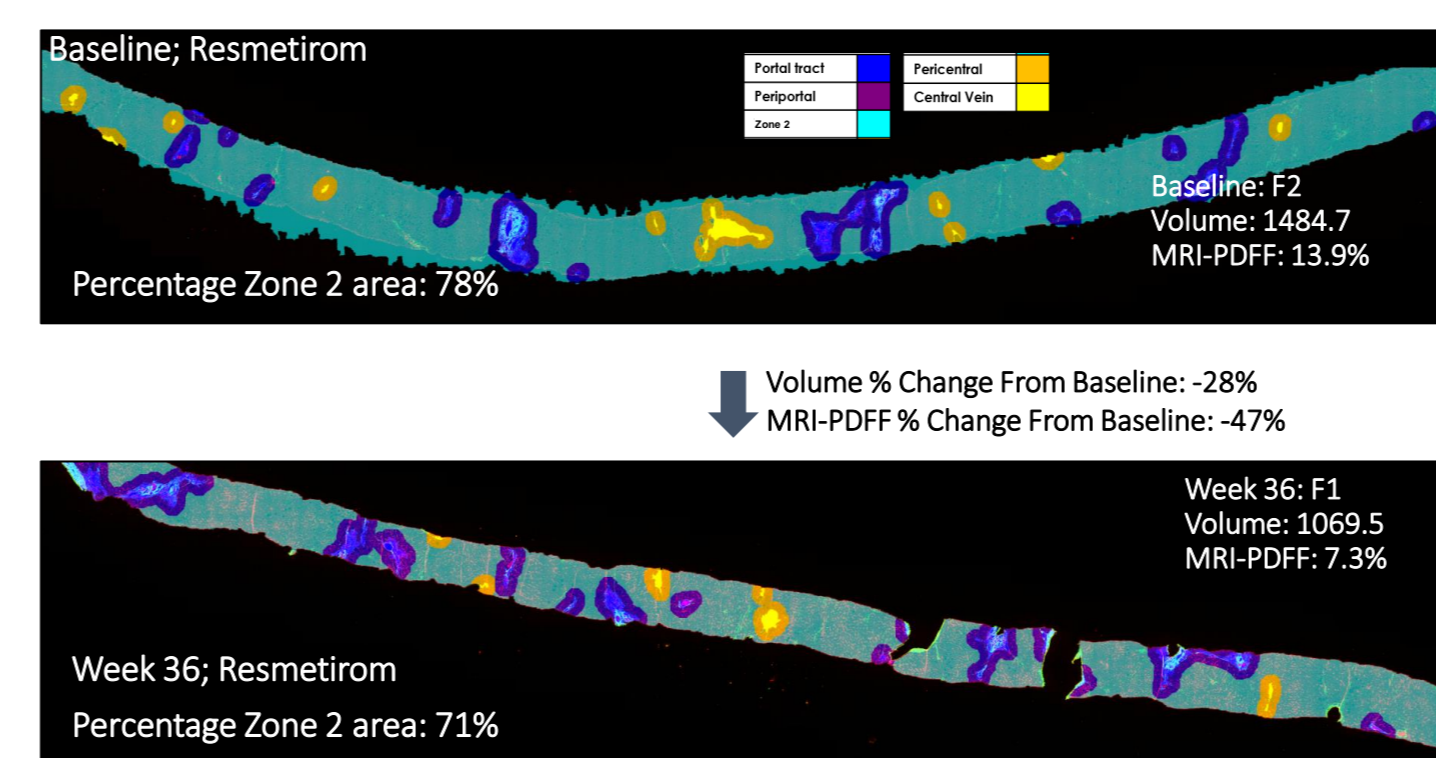 Baseline; Resmetirom
Portal tract
Pericentral
Periportal
Central Vein
Zone 2
Baseline: F2
Volume: 1484.7
MRI-PDFF: 13.9%
Percentage Zone 2 area: 78%
Volume % Change From Baseline: -28%
MRI-PDFF % Change From Baseline: -47%
Week 36: F1
Volume: 1069.5
MRI-PDFF: 7.3%
Week 36; Resmetirom
Percentage Zone 2 area: 71%